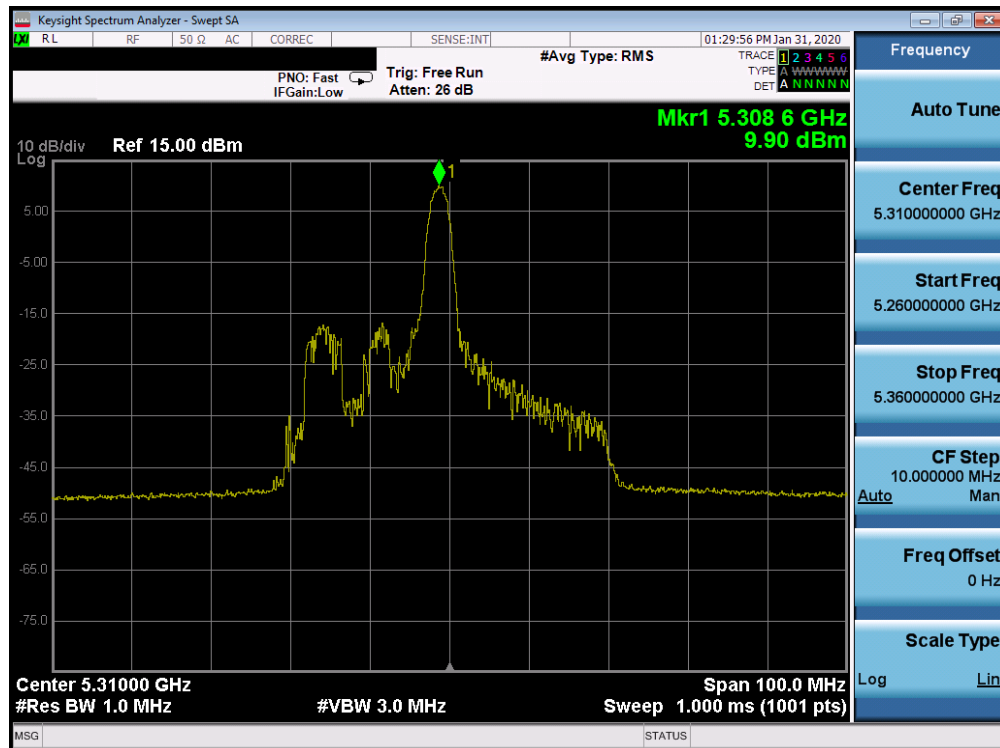 Keysight Spectrum Analyzer - Swept SA
LXI RL RF 50 Ω AC CORREC SENSE:INT 01:29:56 PM Jan 31, 2020
PNO: Fast
IFGain:Low
Trig: Free Run
Atten: 26 dB
#Avg Type: RMS
TRACE 1 2 3 4 5 6
TYPE A WWWWW
DET A N N N N N
Mkr1 5.308 6 GHz
9.90 dBm
10 dB/div
Log
Ref 15.00 dBm
1
5.00
-5.00
-15.0
-25.0
-35.0
-45.0
-55.0
-65.0
-75.0
Center 5.31000 GHz
Span 100.0 MHz
#Res BW 1.0 MHz
#VBW 3.0 MHz
Sweep 1.000 ms (1001 pts)
MSG
STATUS
Frequency
Auto Tune
Center Freq
5.310000000 GHz
Start Freq
5.260000000 GHz
Stop Freq
5.360000000 GHz
CF Step
10.000000 MHz
Auto Man
Freq Offset
0 Hz
Scale Type
Log Lin